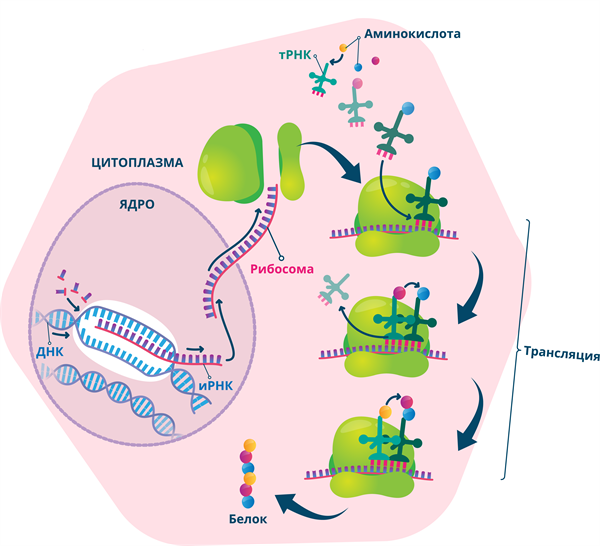 Аминокислота
тРНК
ЦИТОПЛАЗМА
ЯДРО
Рибосома
ДНК
иРНК
Трансляция
Белок